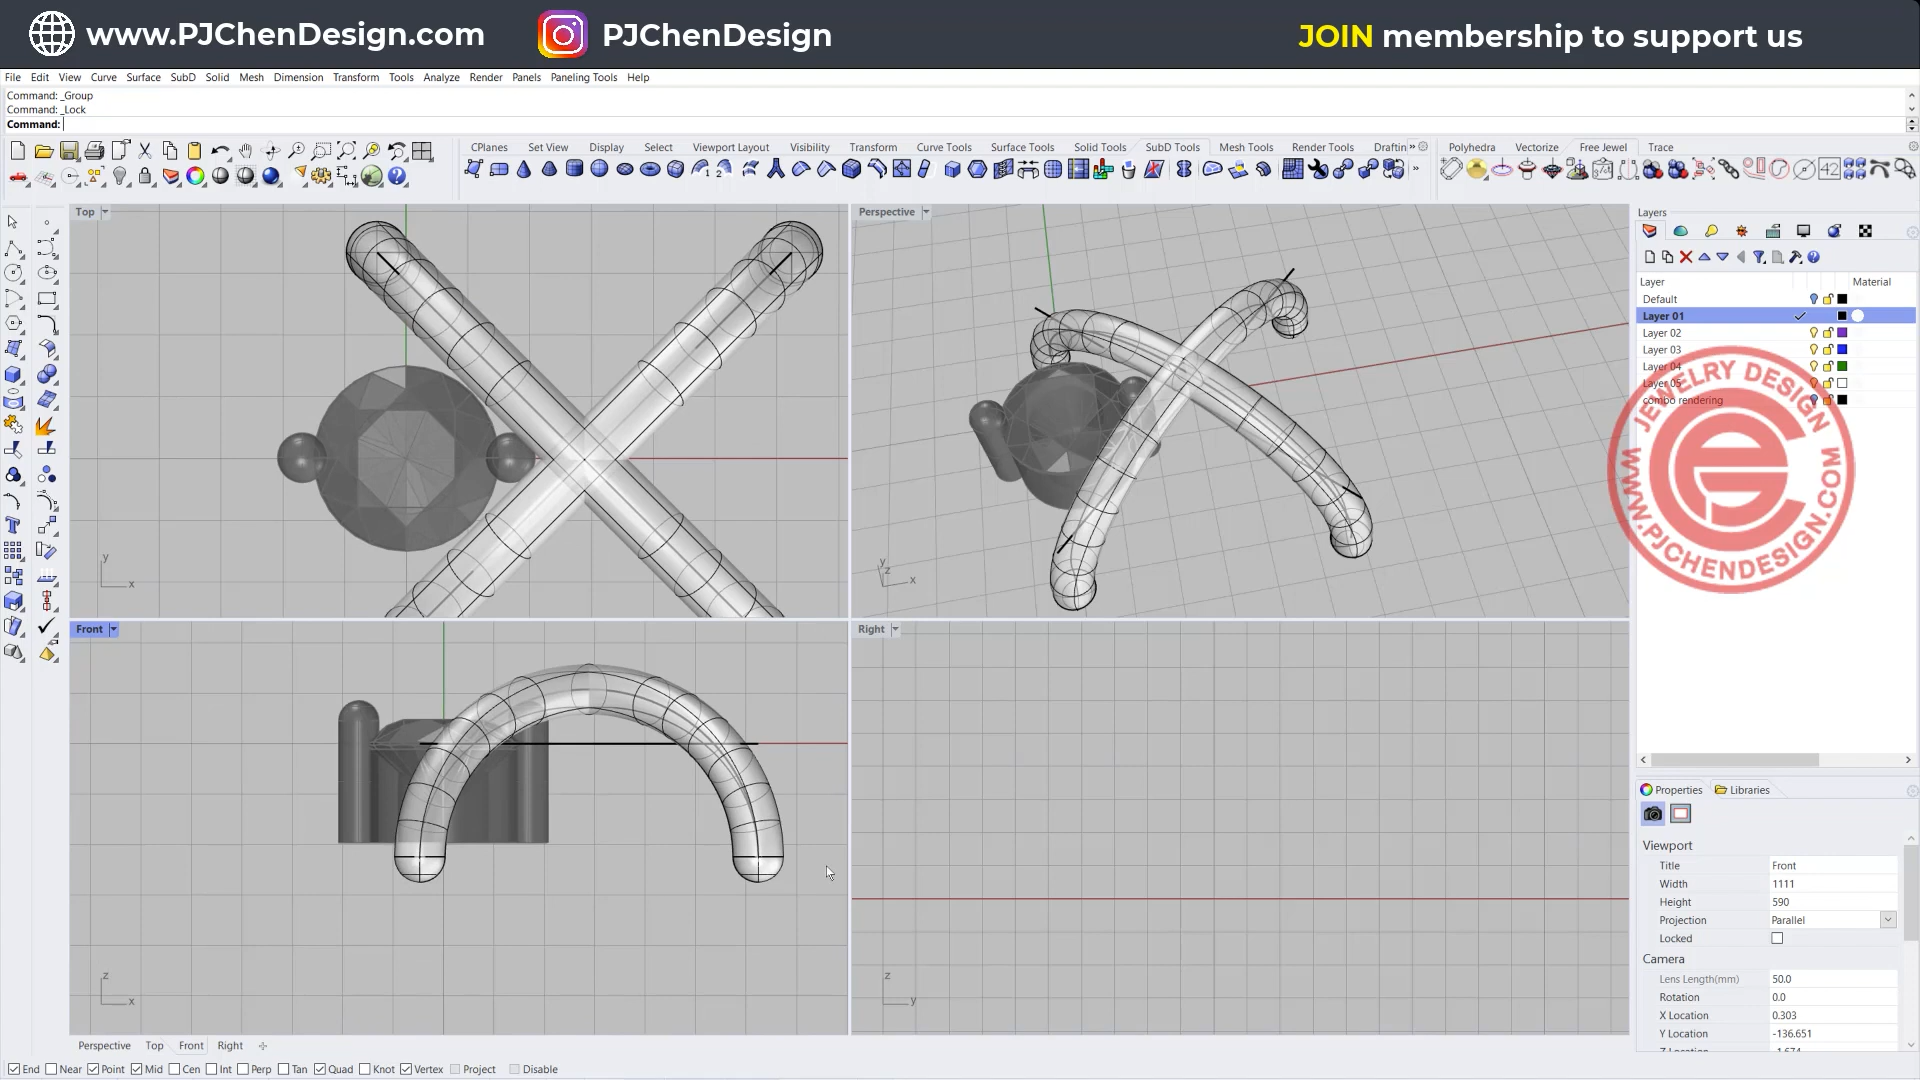 www.PJChenDesign.com PJChenDesign JOIN membership to support us
File Edit View Curve Surface SubD Solid Mesh Dimension Transform Tools Analyze Render Panels Paneling Tools Help
Command: _Group
Command: _Lock
Command:
CPlanes Set View Display Select Viewport Layout Visibility Transform Curve Tools Surface Tools Solid Tools SubD Tools Mesh Tools Render Tools Draftin » Polyhedra Vectorize Free Jewel Trace
Top
Perspective
Layers
Layer Material
Default
Layer 01
Layer 02
Layer 03
Layer 04
Layer 05
combo rendering
JEWELRY DESIGN
WWW.PJCHENDESIGN.COM
y
x
y
z
x
Front
Right
z
x
z
y
Properties Libraries
Viewport
Title Front
Width 1111
Height 590
Projection Parallel
Locked
Camera
Lens Length(mm) 50.0
Rotation 0.0
X Location 0.303
Y Location -136.651
Perspective Top Front Right
End Near Point Mid Cen Int Perp Tan Quad Knot Vertex Project Disable